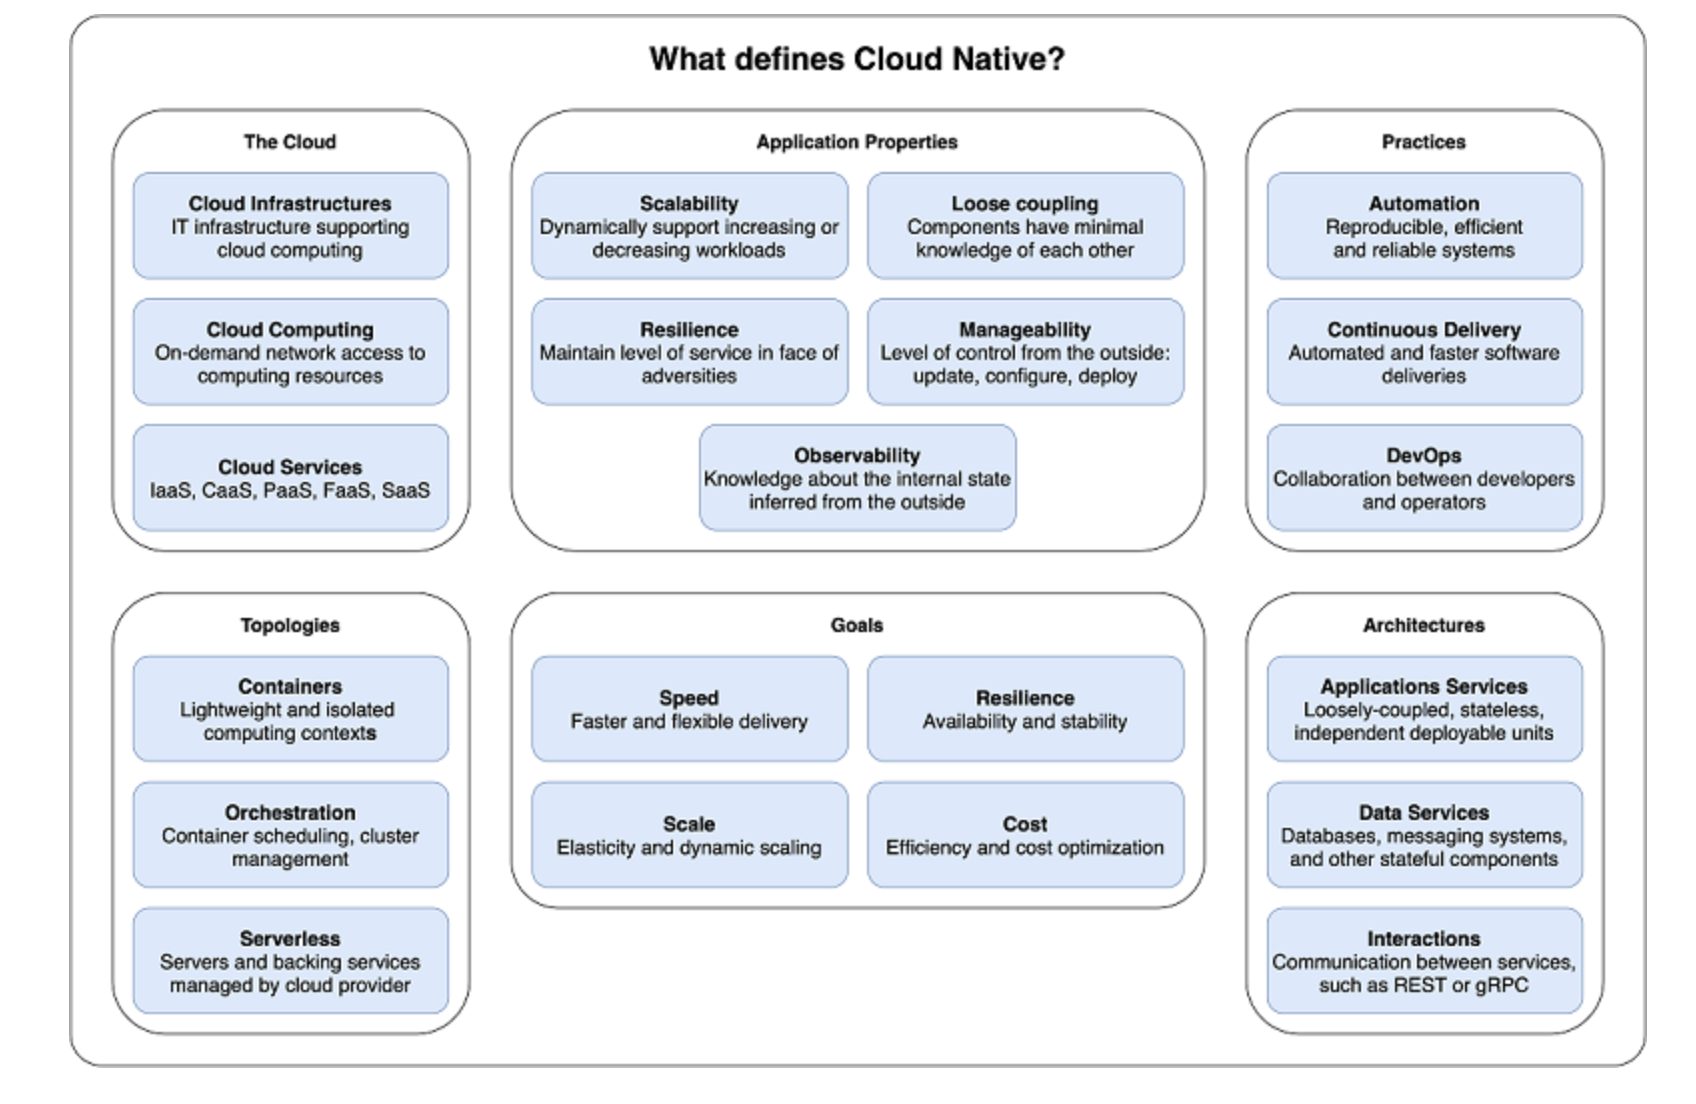 What defines Cloud Native?
The Cloud
Cloud Infrastructures
IT infrastructure supporting
cloud computing
Cloud Computing
On-demand network access to
computing resources
Cloud Services
IaaS, CaaS, PaaS, FaaS, SaaS
Application Properties
Scalability
Dynamically support increasing or
decreasing workloads
Loose coupling
Components have minimal
knowledge of each other
Resilience
Maintain level of service in face of
adversities
Manageability
Level of control from the outside:
update, configure, deploy
Observability
Knowledge about the internal state
inferred from the outside
Practices
Automation
Reproducible, efficient
and reliable systems
Continuous Delivery
Automated and faster software
deliveries
DevOps
Collaboration between developers
and operators
Topologies
Containers
Lightweight and isolated
computing contexts
Orchestration
Container scheduling, cluster
management
Serverless
Servers and backing services
managed by cloud provider
Goals
Speed
Faster and flexible delivery
Resilience
Availability and stability
Scale
Elasticity and dynamic scaling
Cost
Efficiency and cost optimization
Architectures
Applications Services
Loosely-coupled, stateless,
independent deployable units
Data Services
Databases, messaging systems,
and other stateful components
Interactions
Communication between services,
such as REST or gRPC